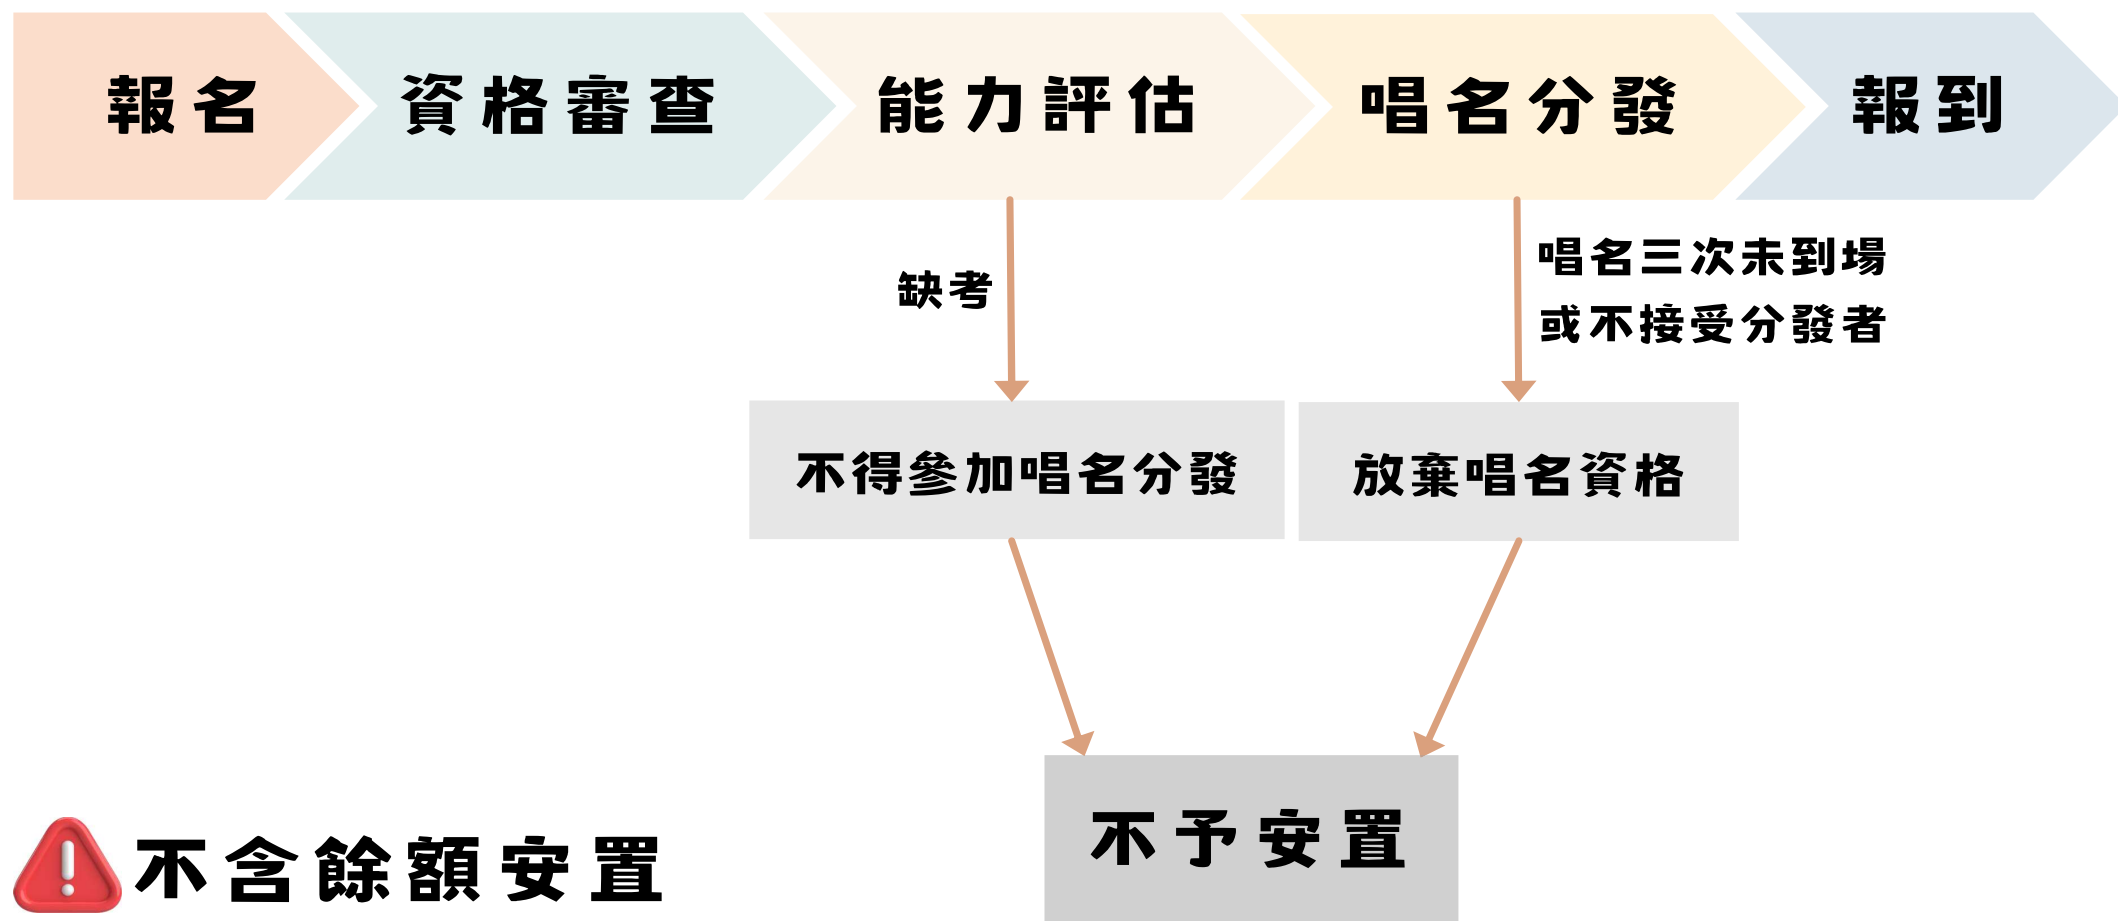 報名
資格審查
能力評估
唱名分發
報到
缺考
唱名三次未到場
或不接受分發者
不得參加唱名分發
放棄唱名資格
不予安置
不含餘額安置